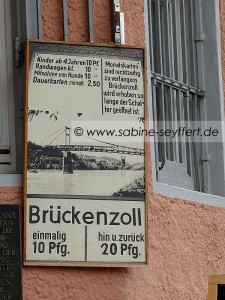 Kinder ab 4 Jahren 10 Pf.
Handwagen kl. 10 "
Mitnahme von Hunde 10 "
Dauerkarten monatl. 2.50
Monatskarten
sind rechtzeitig
zu verlängern.
Brückenzoll
wird erhoben so
lange der Schal-
ter geöffnet ist.
© www.sabine-seyffert.de
Brückenzoll
einmalig
10 Pfg.
hin u. zurück
20 Pfg.